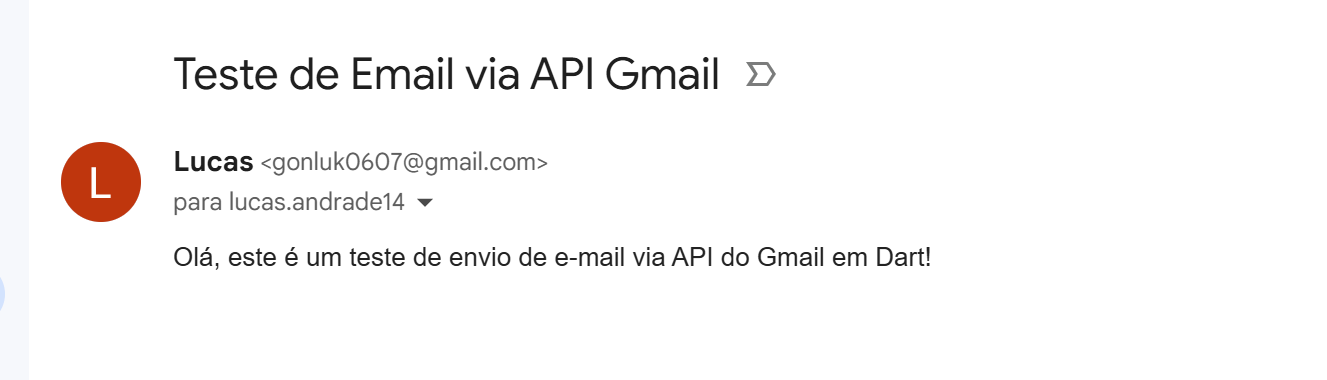 Teste de Email via API Gmail
L
Lucas <gonluk0607@gmail.com>
para lucas.andrade14
Olá, este é um teste de envio de e-mail via API do Gmail em Dart!